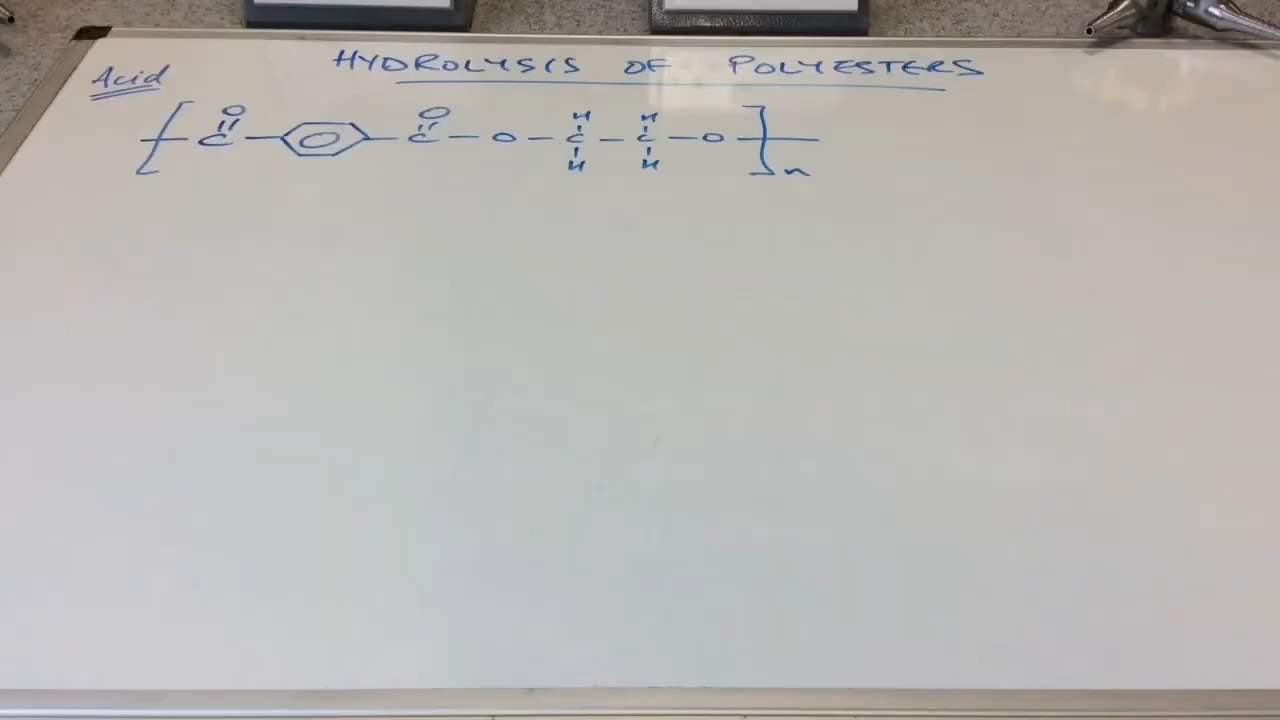 HYDROLYSIS OF POLYESTERS
Acid
O O H H
C C O C C O
H H n